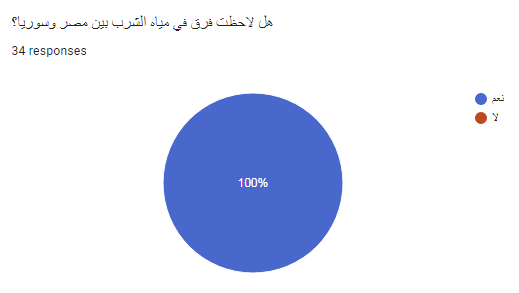 هل لاحظت فرق في مياه الشرب بين مصر وسوريا؟
34 responses
نعم
لا
100%